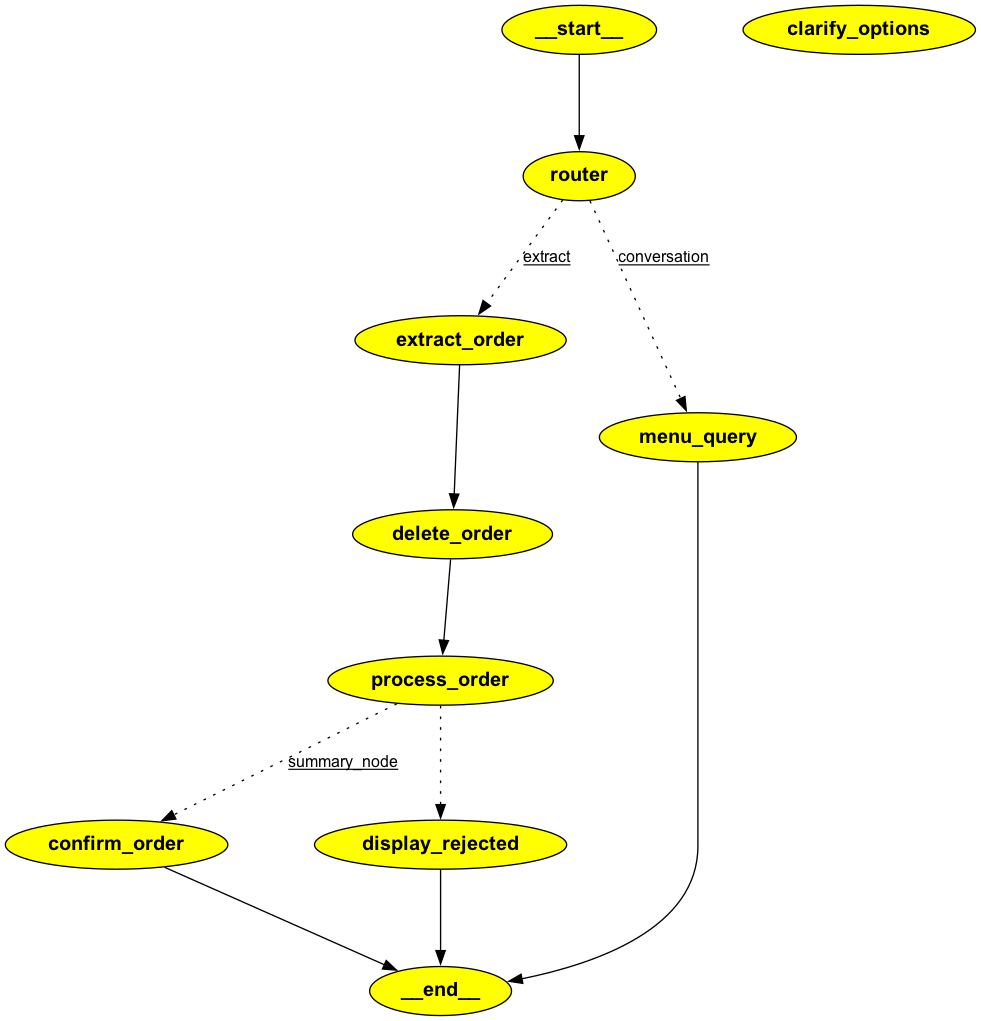 __start__
clarify_options
router
extract
conversation
extract_order
menu_query
delete_order
process_order
summary_node
confirm_order
display_rejected
__end__